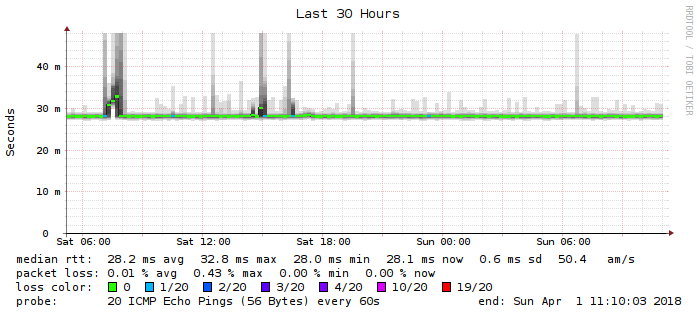 Last 30 Hours
RRDTOOL / TOBI OETIKER
Seconds
40 m
30 m
20 m
10 m
0
Sat 06:00 Sat 12:00 Sat 18:00 Sun 00:00 Sun 06:00
median rtt: 28.2 ms avg 32.8 ms max 28.0 ms min 28.1 ms now 0.6 ms sd 50.4 am/s
packet loss: 0.01 % avg 0.43 % max 0.00 % min 0.00 % now
loss color: 0 1/20 2/20 3/20 4/20 10/20 19/20
probe: 20 ICMP Echo Pings (56 Bytes) every 60s end: Sun Apr 1 11:10:03 2018